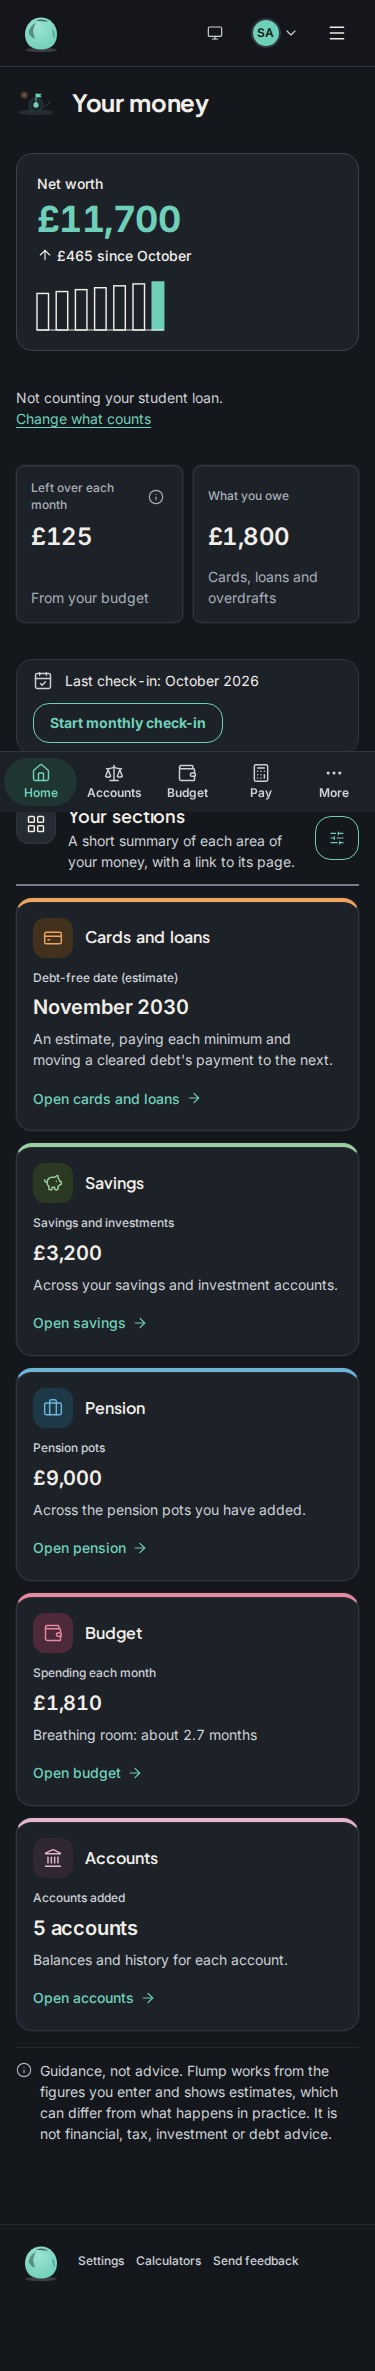 SA
Your money
Net worth
£11,700
↑ £465 since October
Not counting your student loan.
Change what counts
Left over each
month
£125
From your budget
What you owe
£1,800
Cards, loans and
overdrafts
Last check-in: October 2026
Start monthly check-in
Home
Accounts
Budget
Pay
More
Your sections
A short summary of each area of
your money, with a link to its page.
Cards and loans
Debt-free date (estimate)
November 2030
An estimate, paying each minimum and
moving a cleared debt's payment to the next.
Open cards and loans →
Savings
Savings and investments
£3,200
Across your savings and investment accounts.
Open savings →
Pension
Pension pots
£9,000
Across the pension pots you have added.
Open pension →
Budget
Spending each month
£1,810
Breathing room: about 2.7 months
Open budget →
Accounts
Accounts added
5 accounts
Balances and history for each account.
Open accounts →
Guidance, not advice. Flump works from the
figures you enter and shows estimates, which
can differ from what happens in practice. It is
not financial, tax, investment or debt advice.
Settings Calculators Send feedback